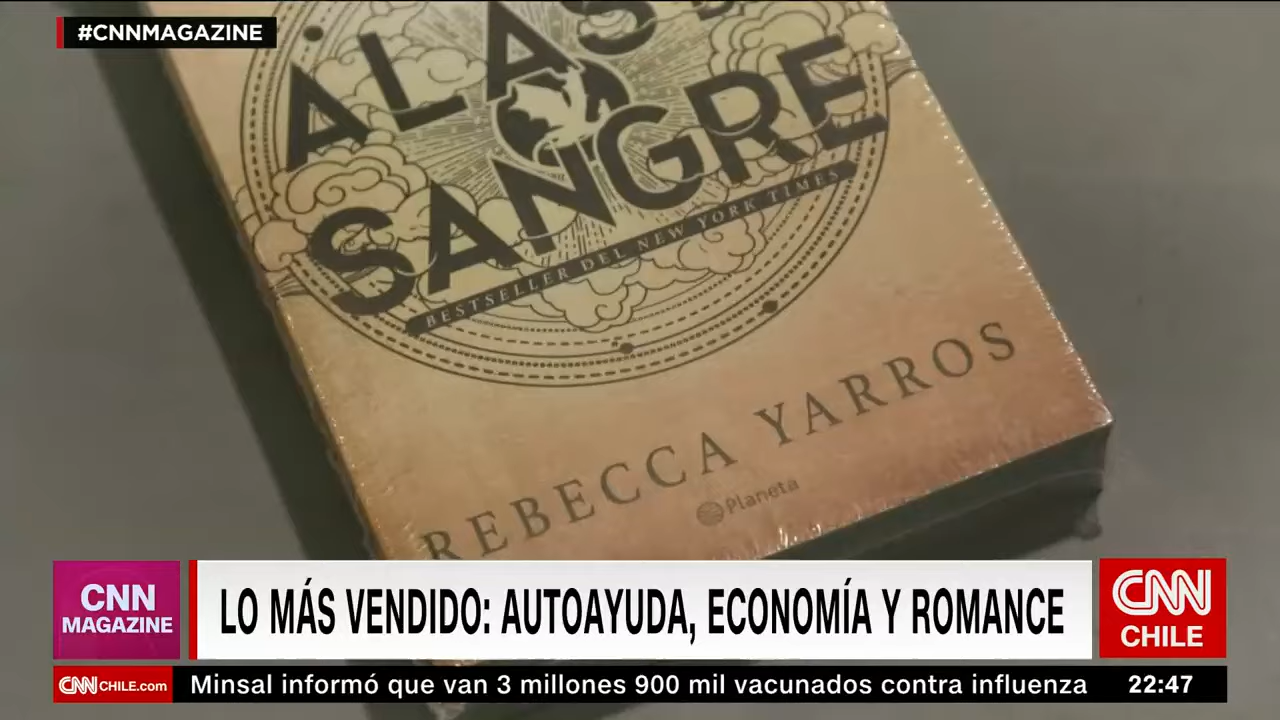 #CNNMAGAZINE
ALAS
SANGRE
BESTSELLER DEL NEW YORK TIMES
REBECCA YARROS
Planeta
CNN
MAGAZINE
LO MÁS VENDIDO: AUTOAYUDA, ECONOMÍA Y ROMANCE
CNN
CHILE
CNNCHILE.com
Minsal informó que van 3 millones 900 mil vacunados contra influenza
22:47